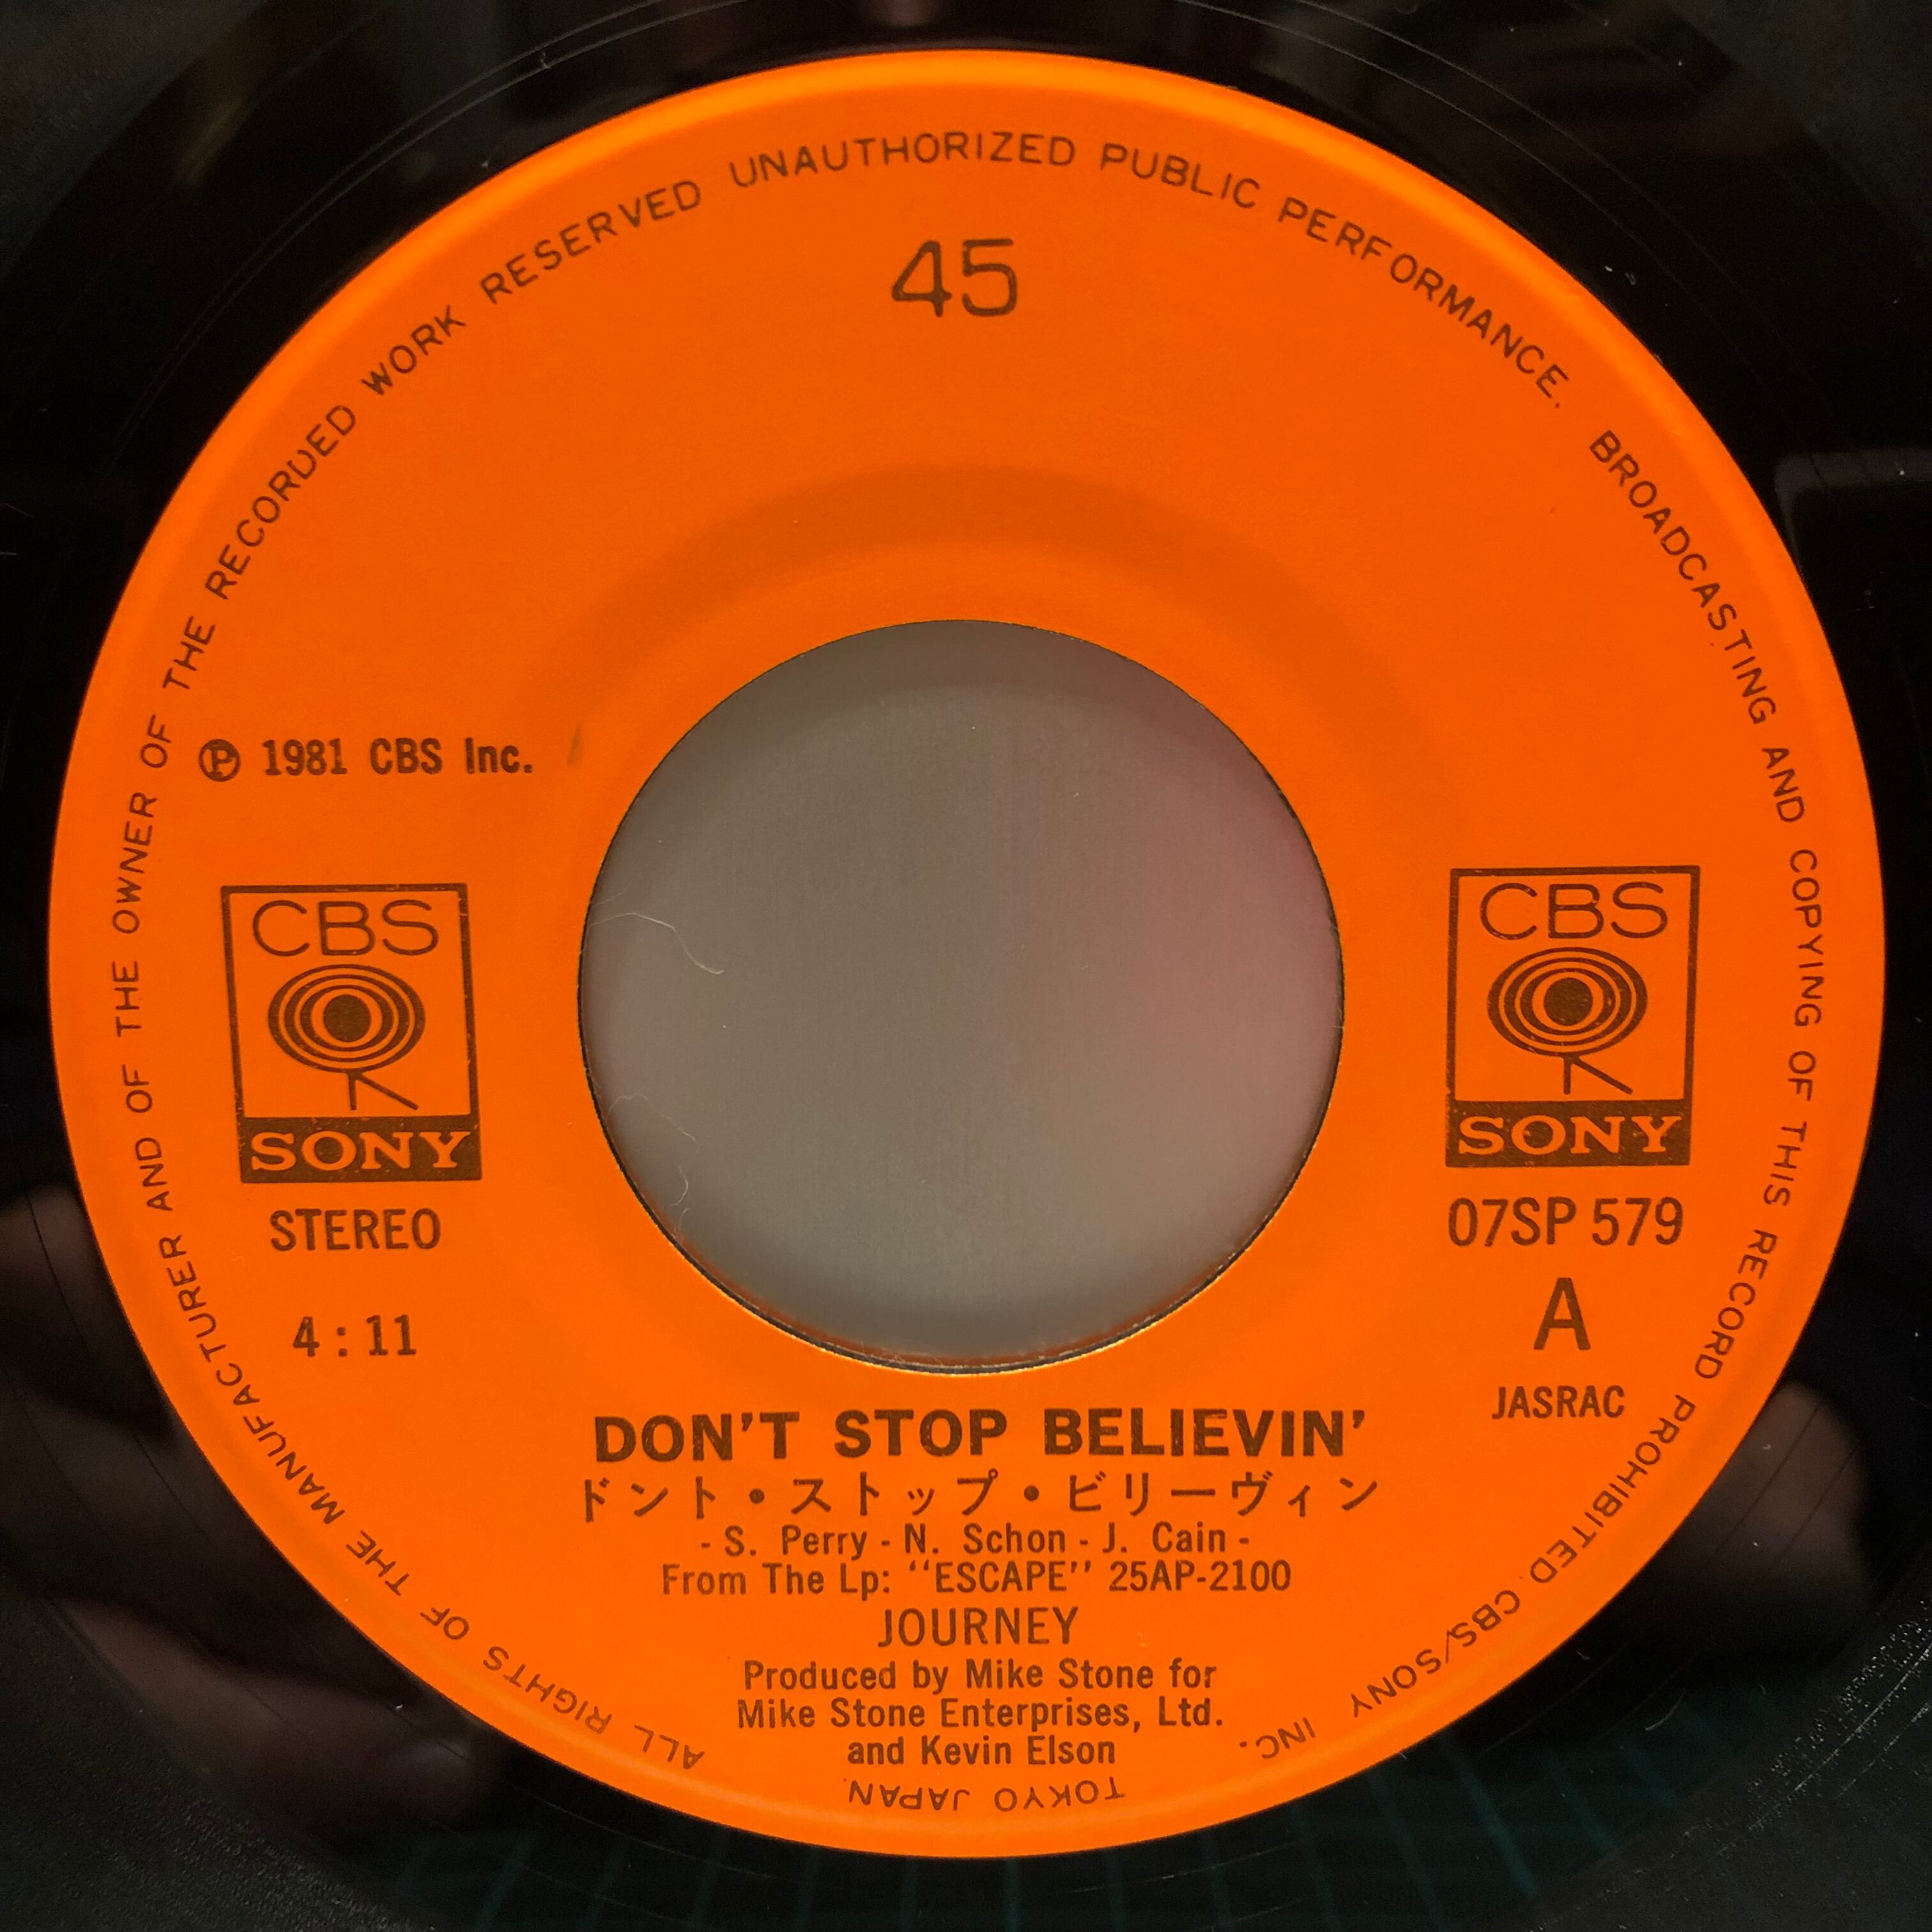 ALL RIGHTS OF THE MANUFACTURER AND OF THE OWNER OF THE RECORDED WORK RESERVED UNAUTHORIZED PUBLIC PERFORMANCE. BROADCASTING AND COPYING OF THIS RECORD PROHIBITED CBS/SONY INC.
TOKYO JAPAN
45
℗ 1981 CBS Inc.
CBS
SONY
STEREO
4:11
CBS
SONY
07SP 579
A
JASRAC
DON'T STOP BELIEVIN'
ドント・ストップ・ビリーヴィン
- S. Perry - N. Schon - J. Cain -
From The Lp: "ESCAPE" 25AP-2100
JOURNEY
Produced by Mike Stone for
Mike Stone Enterprises, Ltd.
and Kevin Elson